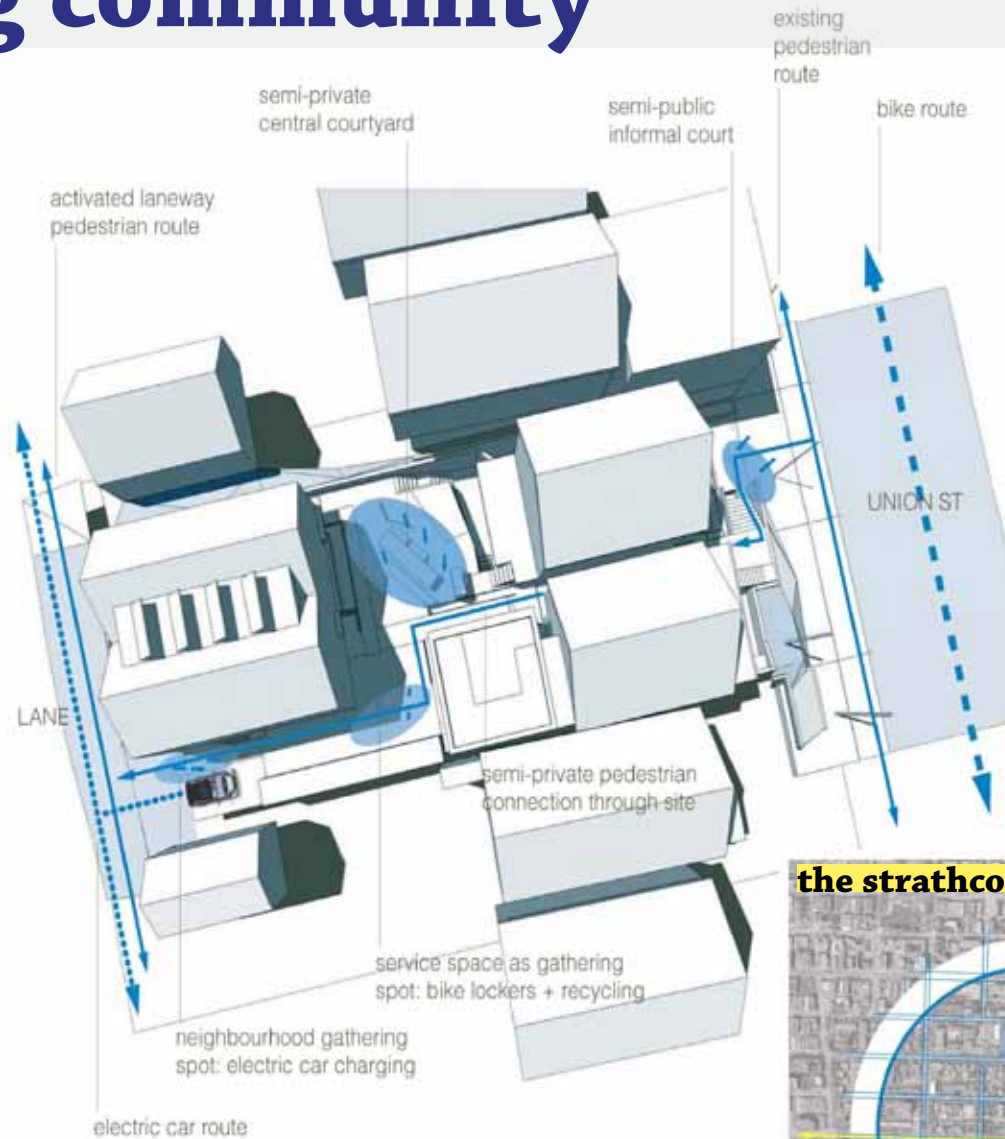 g community
existing
pedestrian
route
semi-private
central courtyard
semi-public
informal court
bike route
activated laneway
pedestrian route
UNION ST
LANE
semi-private pedestrian
connection through site
the strathco
service space as gathering
spot: bike lockers + recycling
neighbourhood gathering
spot: electric car charging
electric car route